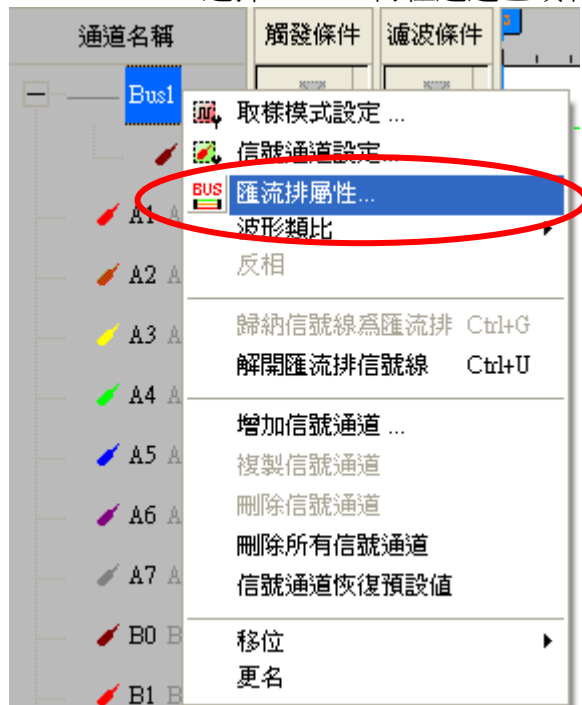 通道名稱 觸發條件 濾波條件
Bus1
取樣模式設定 ...
信號通道設定...
BUS 匯流排屬性...
A1 A
波形類比
A2 A
反相
A3 A
歸納信號線為匯流排 Ctrl+G
解開匯流排信號線 Ctrl+U
A4 A
增加信號通道 ...
A5 A
複製信號通道
A6 A
刪除信號通道
刪除所有信號通道
A7 A
信號通道恢復預設值
B0 B
移位
更名
B1 B